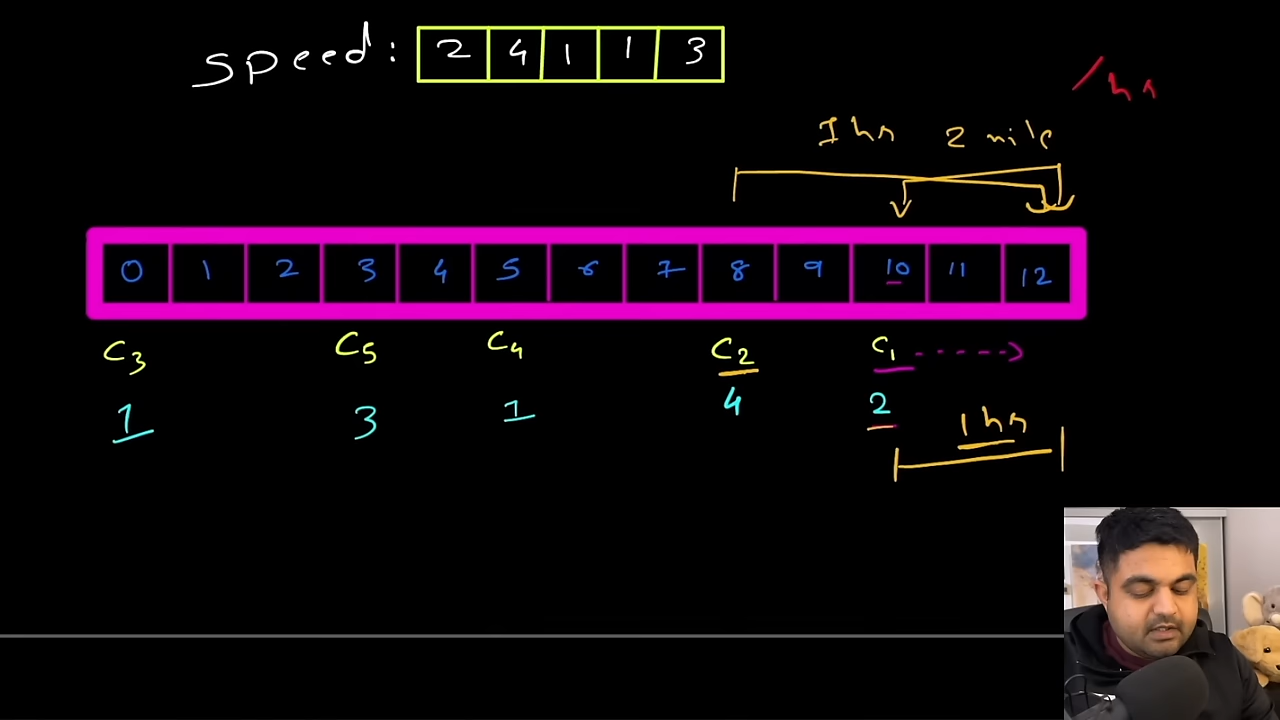 speed: 2 4 1 1 3
/hr
1 hr 2 mile
0 1 2 3 4 5 6 7 8 9 10 11 12
C3 C5 C4 C2 C1
1 3 1 4 2
1 hr